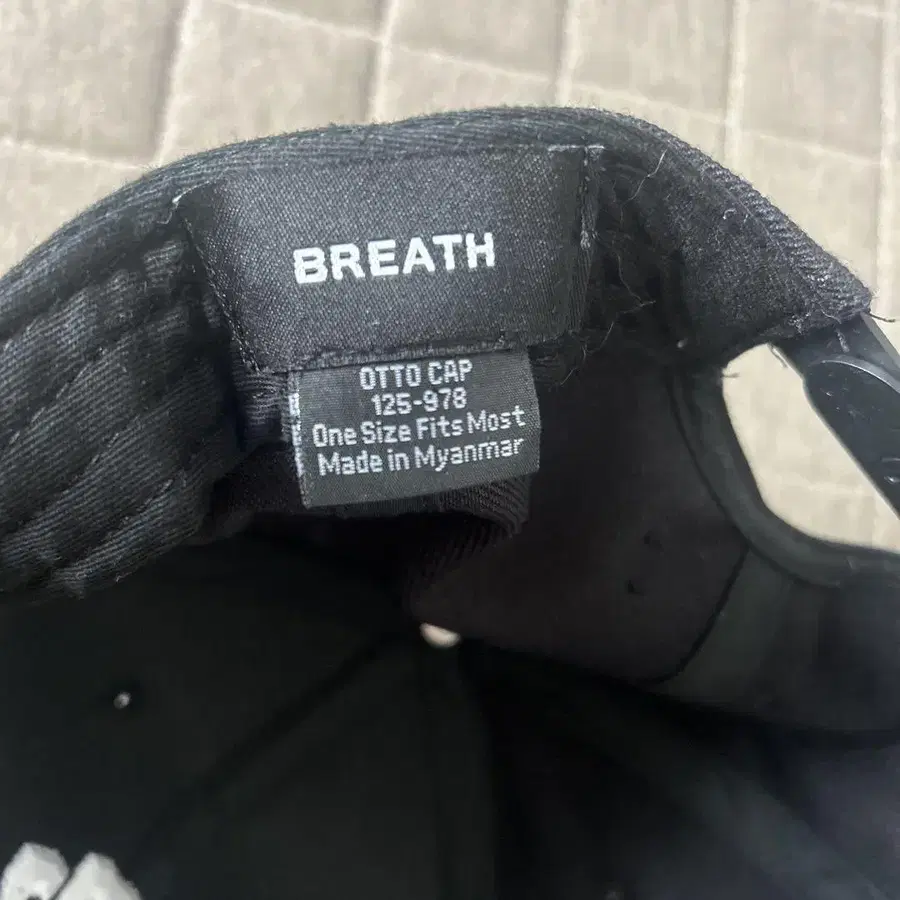 BREATH
OTTO CAP
125-978
One Size Fits Most
Made in Myanmar